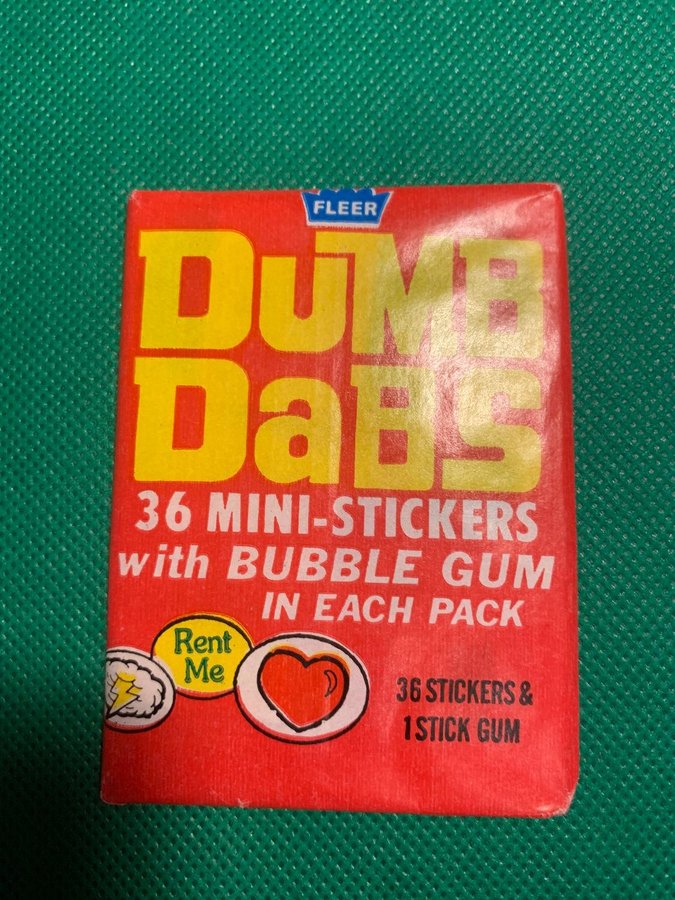 FLEER
DuMB
DaBS
36 MINI-STICKERS
with BUBBLE GUM
IN EACH PACK
Rent
Me
36 STICKERS &
1 STICK GUM